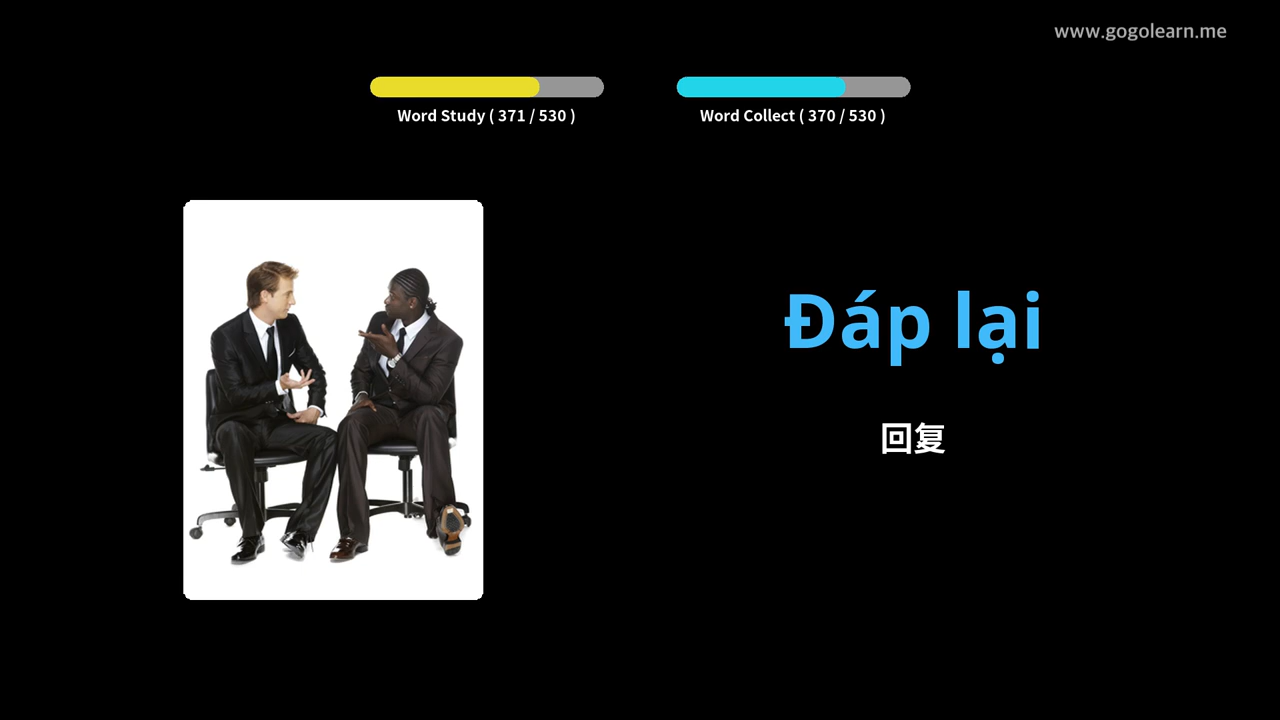 www.gogolearn.me
Word Study ( 371 / 530 )
Word Collect ( 370 / 530 )
Đáp lại
回复